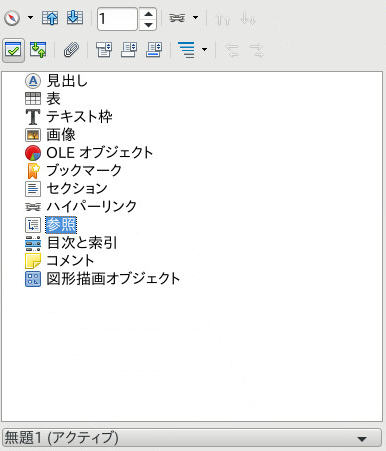 1
見出し
表
テキスト枠
画像
OLE オブジェクト
ブックマーク
セクション
ハイパーリンク
参照
目次と索引
コメント
図形描画オブジェクト
無題1 (アクティブ)